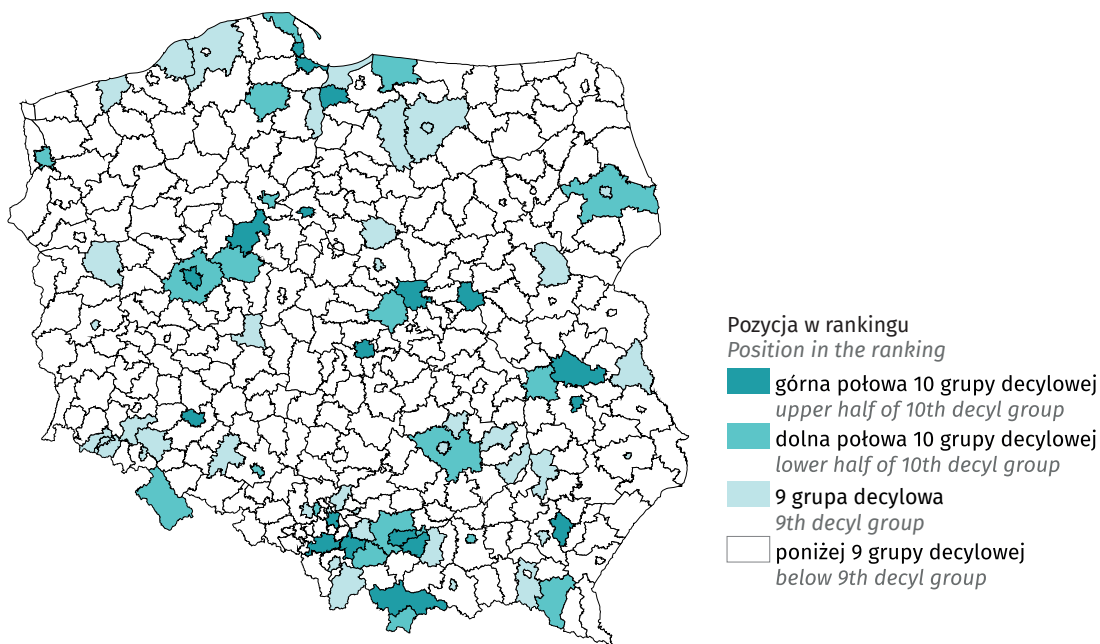 Pozycja w rankingu
Position in the ranking
górna połowa 10 grupy decylowej
upper half of 10th decyl group
dolna połowa 10 grupy decylowej
lower half of 10th decyl group
9 grupa decylowa
9th decyl group
poniżej 9 grupy decylowej
below 9th decyl group